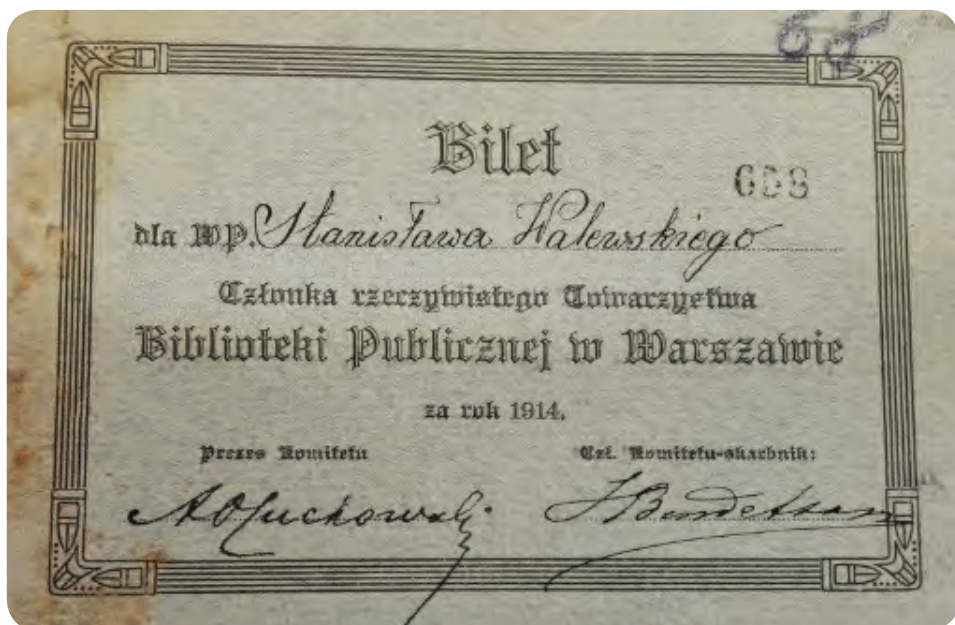 Bilet
608
dla WP. Stanisława Walewskiego
Członka rzeczywistego Towarzystwa
Biblioteki Publicznej w Warszawie
za rok 1914.
Prezes Komitetu
Czł. Komitetu-skarbnik: